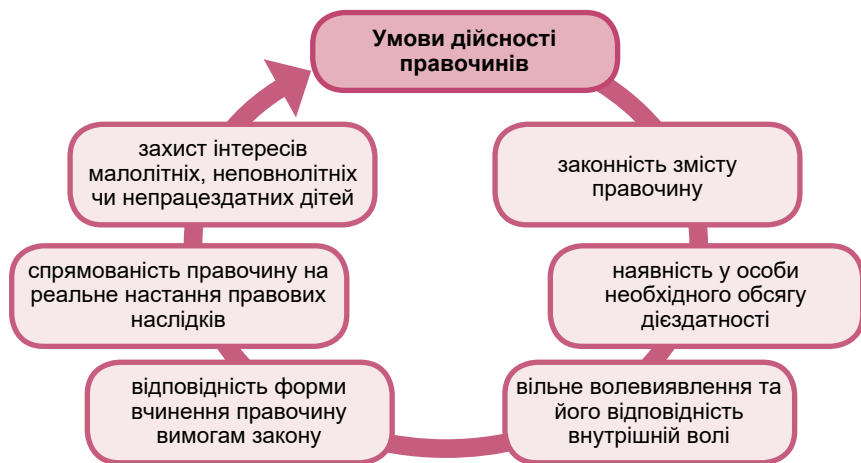 Умови дійсності
правочинів
законність змісту
правочину
наявність у особи
необхідного обсягу
дієздатності
вільне волевиявлення та
його відповідність
внутрішній волі
відповідність форми
вчинення правочину
вимогам закону
спрямованість правочину на
реальне настання правових
наслідків
захист інтересів
малолітніх, неповнолітніх
чи непрацездатних дітей